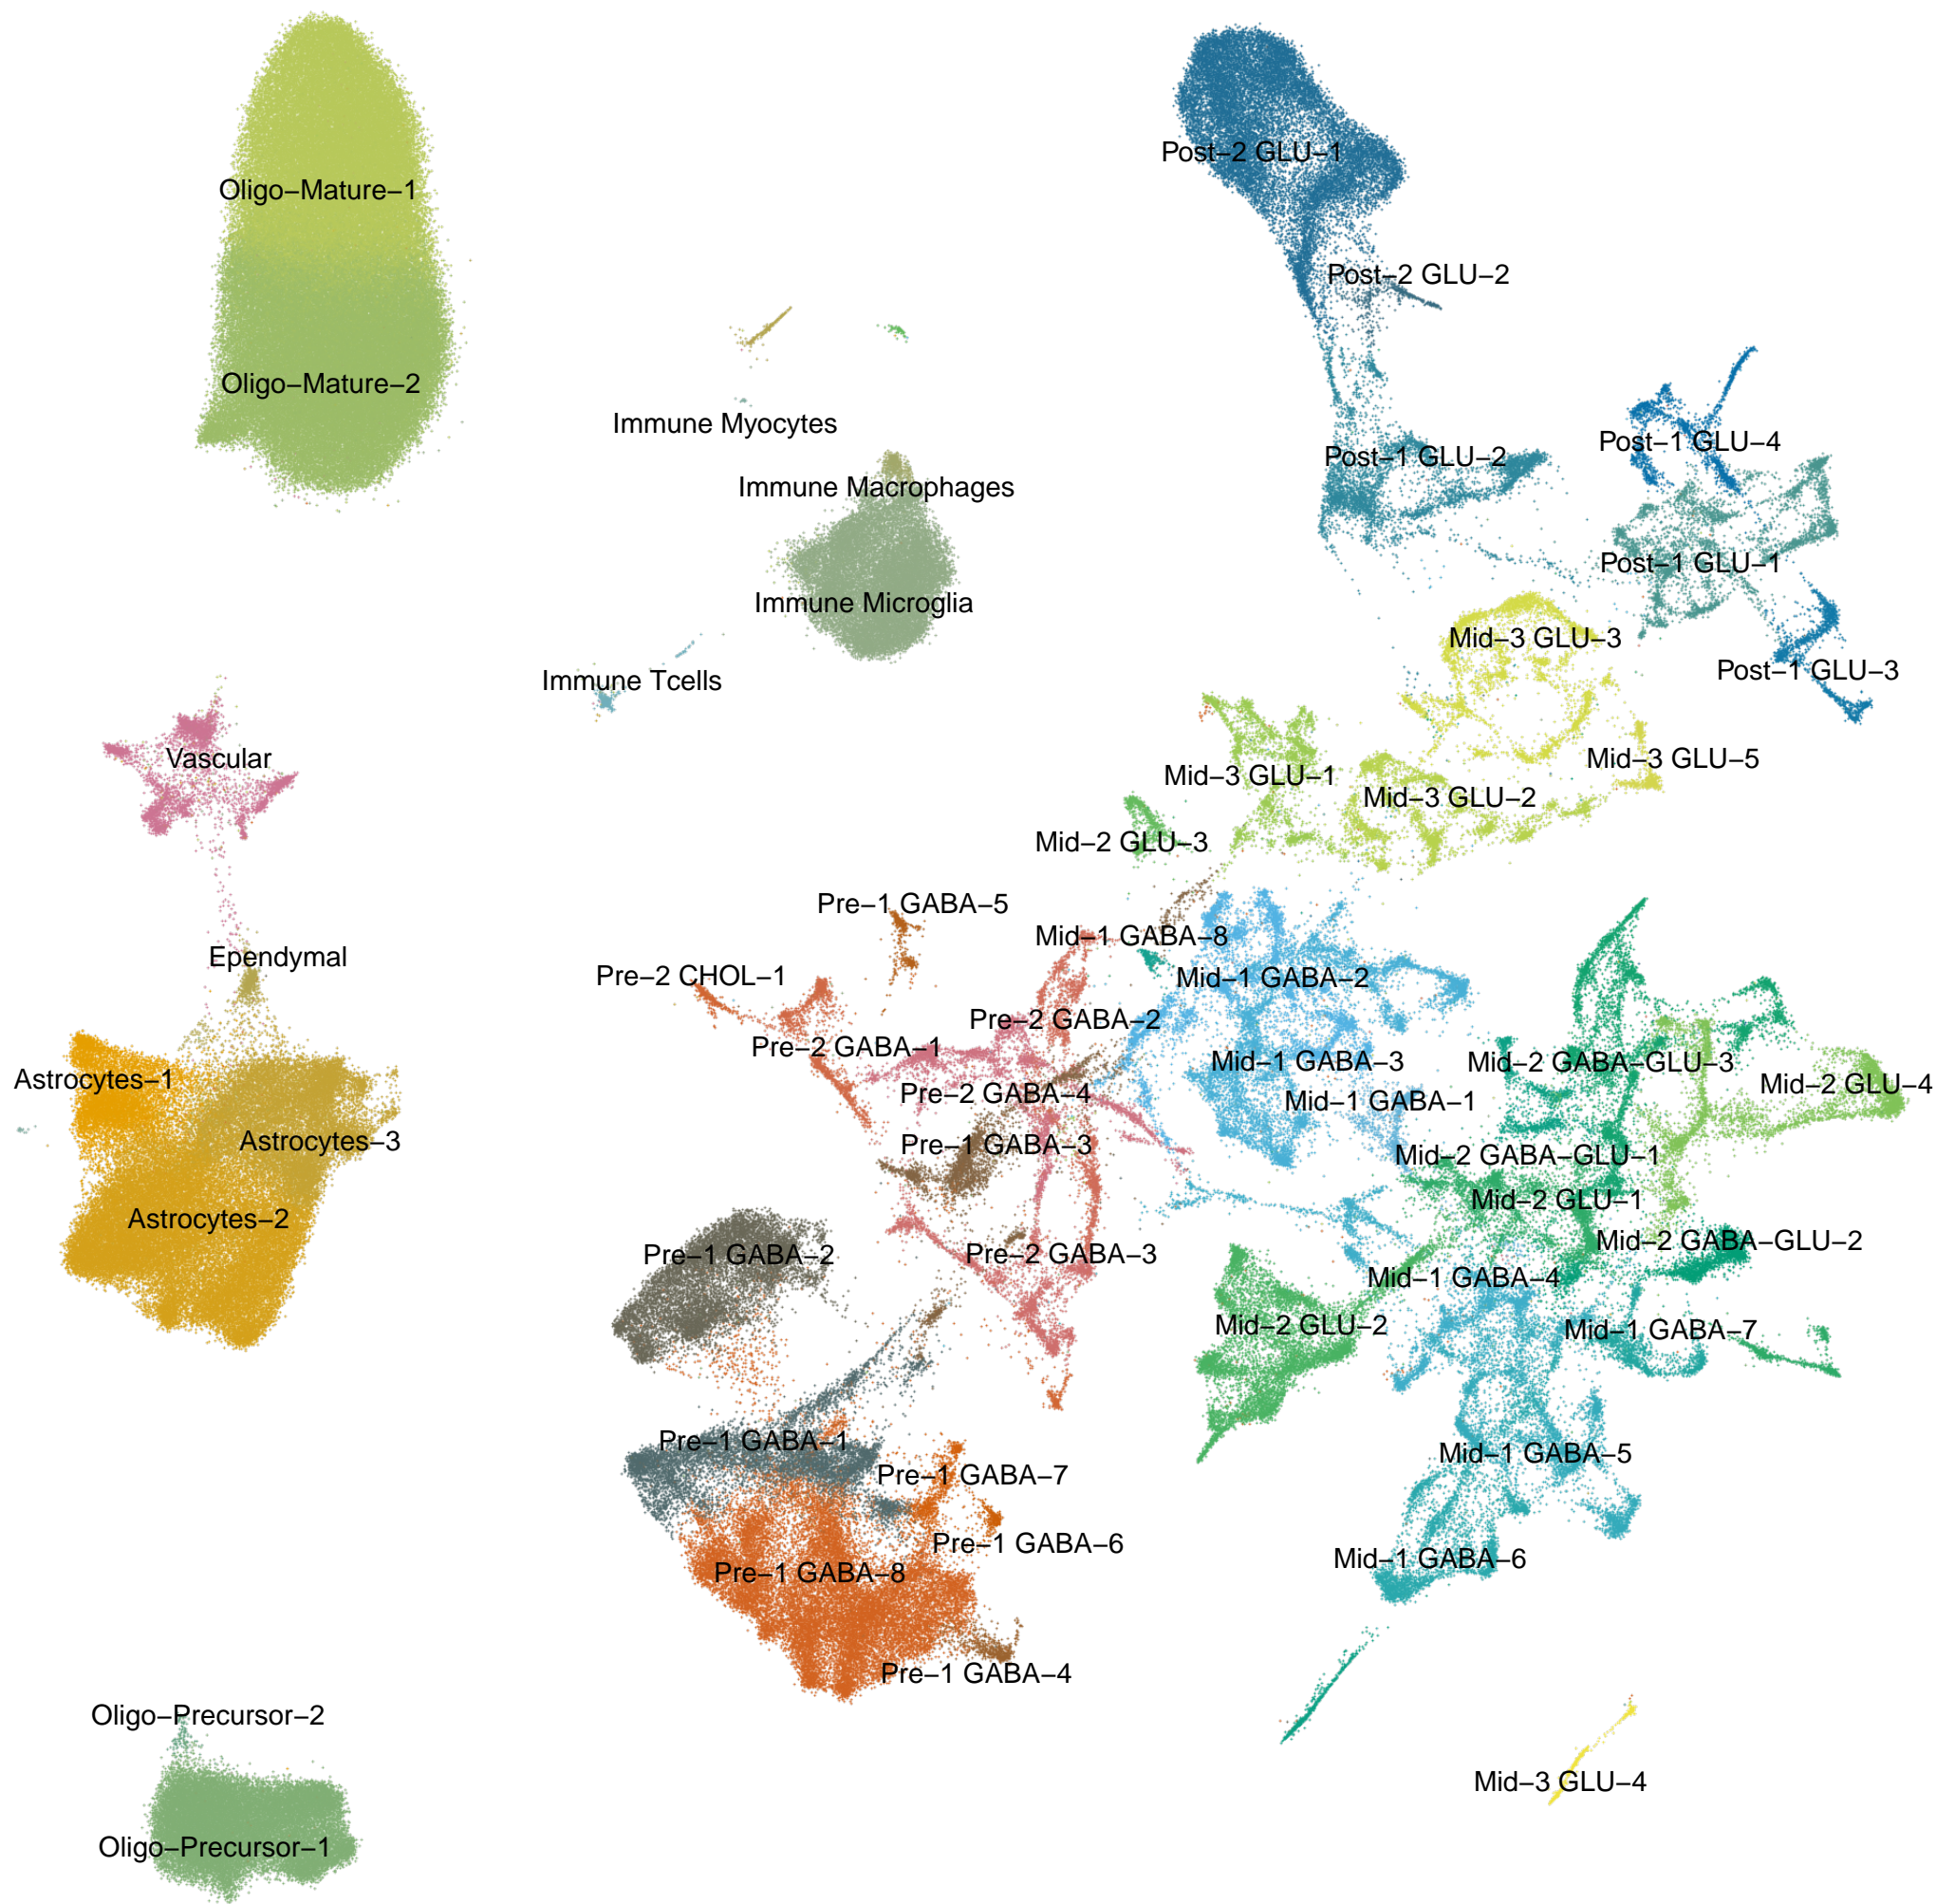 Post−2 GLU−1
Oligo−Mature−1
Post−2 GLU−2
Oligo−Mature−2
Immune Myocytes
Post−1 GLU−4
Post−1 GLU−2
Immune Macrophages
Post−1 GLU−1
Immune Microglia
Mid−3 GLU−3
Post−1 GLU−3
Immune Tcells
Vascular
Mid−3 GLU−5
Mid−3 GLU−1
Mid−3 GLU−2
Mid−2 GLU−3
Pre−1 GABA−5
Mid−1 GABA−8
Ependymal
Pre−2 CHOL−1
Mid−1 GABA−2
Pre−2 GABA−2
Pre−2 GABA−1
Mid−1 GABA−3
Mid−2 GABA−GLU−3
Astrocytes−1
Mid−2 GLU−4
Pre−2 GABA−4
Mid−1 GABA−1
Astrocytes−3
Pre−1 GABA−3
Mid−2 GABA−GLU−1
Mid−2 GLU−1
Astrocytes−2
Mid−2 GABA−GLU−2
Pre−1 GABA−2
Pre−2 GABA−3
Mid−1 GABA−4
Mid−2 GLU−2
Mid−1 GABA−7
Pre−1 GABA−1
Mid−1 GABA−5
Pre−1 GABA−7
Pre−1 GABA−6
Mid−1 GABA−6
Pre−1 GABA−8
Pre−1 GABA−4
Oligo−Precursor−2
Mid−3 GLU−4
Oligo−Precursor−1